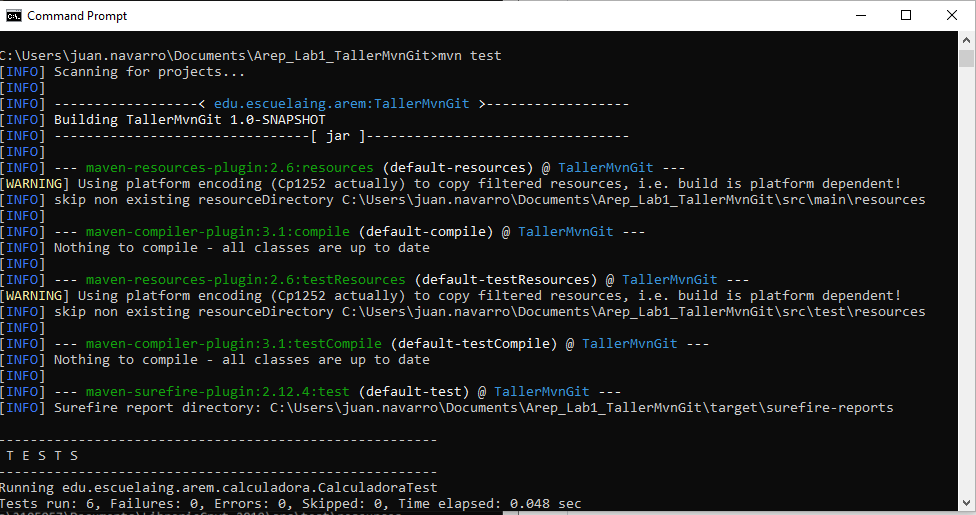 Command Prompt
C:\Users\juan.navarro\Documents\Arep_Lab1_TallerMvnGit>mvn test
[INFO] Scanning for projects...
[INFO]
[INFO] ------------------< edu.escuelaing.arem:TallerMvnGit >------------------
[INFO] Building TallerMvnGit 1.0-SNAPSHOT
[INFO] --------------------------------[ jar ]---------------------------------
[INFO]
[INFO] --- maven-resources-plugin:2.6:resources (default-resources) @ TallerMvnGit ---
[WARNING] Using platform encoding (Cp1252 actually) to copy filtered resources, i.e. build is platform dependent!
[INFO] skip non existing resourceDirectory C:\Users\juan.navarro\Documents\Arep_Lab1_TallerMvnGit\src\main\resources
[INFO]
[INFO] --- maven-compiler-plugin:3.1:compile (default-compile) @ TallerMvnGit ---
[INFO] Nothing to compile - all classes are up to date
[INFO]
[INFO] --- maven-resources-plugin:2.6:testResources (default-testResources) @ TallerMvnGit ---
[WARNING] Using platform encoding (Cp1252 actually) to copy filtered resources, i.e. build is platform dependent!
[INFO] skip non existing resourceDirectory C:\Users\juan.navarro\Documents\Arep_Lab1_TallerMvnGit\src\test\resources
[INFO]
[INFO] --- maven-compiler-plugin:3.1:testCompile (default-testCompile) @ TallerMvnGit ---
[INFO] Nothing to compile - all classes are up to date
[INFO]
[INFO] --- maven-surefire-plugin:2.12.4:test (default-test) @ TallerMvnGit ---
[INFO] Surefire report directory: C:\Users\juan.navarro\Documents\Arep_Lab1_TallerMvnGit\target\surefire-reports
-------------------------------------------------------
T E S T S
-------------------------------------------------------
Running edu.escuelaing.arem.calculadora.CalculadoraTest
Tests run: 6, Failures: 0, Errors: 0, Skipped: 0, Time elapsed: 0.048 sec